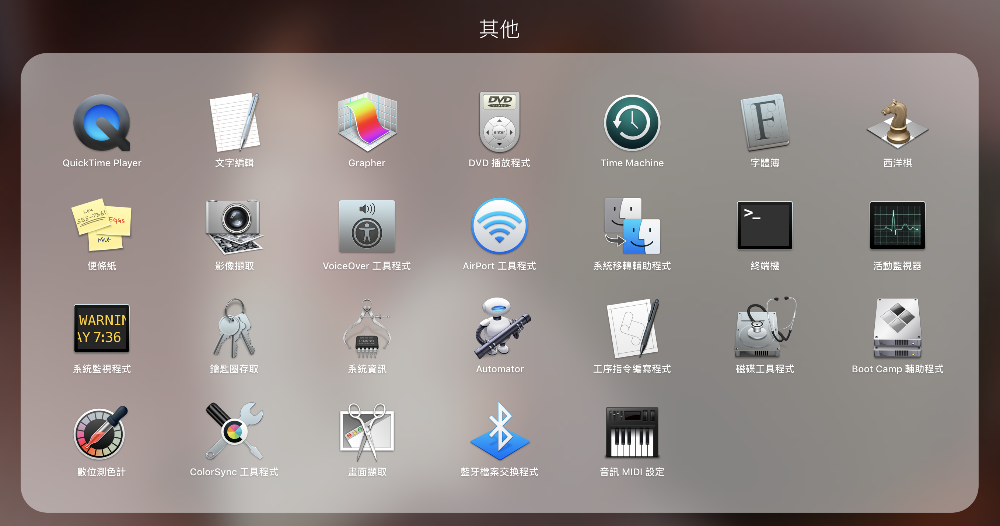 其他
DVD
VIDEO
enter
F
QuickTime Player
文字編輯
Grapher
DVD 播放程式
Time Machine
字體簿
西洋棋
Lou
555-7361
EGGs
MiLK
>_
便條紙
影像擷取
VoiceOver 工具程式
AirPort 工具程式
系統移轉輔助程式
終端機
活動監視器
WARNIN
AY 7:36
RM-NCE-1
系統監視程式
鑰匙圈存取
系統資訊
Automator
工序指令編寫程式
磁碟工具程式
Boot Camp 輔助程式
數位測色計
ColorSync 工具程式
畫面擷取
藍牙檔案交換程式
音訊 MIDI 設定